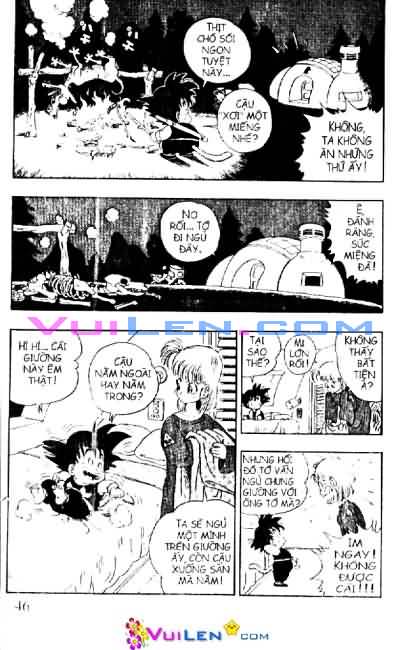 THỊT
CHÓ SÓI
NGON
TUYỆT
NÀY...
CẬU
"XƠI" MỘT
MIẾNG
NHÉ?
KHÔNG,
TA KHÔNG
ĂN NHỮNG
THỨ ẤY!
NO
RỒI... TỚ
ĐI NGỦ
ĐÂY.
Ê,
ĐÁNH
RĂNG,
SÚC
MIỆNG
ĐÃ!
VUILEN.COM
HI HI... CÁI
GIƯỜNG
NÀY ÊM
THẬT!
CẬU
NẰM NGOÀI
HAY NẰM
TRONG?
TA SẼ NGỦ
MỘT MÌNH
TRÊN GIƯỜNG
ẤY, CÒN CẬU
XUỐNG SÀN
MÀ NẰM!
KHÔNG
THẤY
BẤT
TIỆN
À?
MI
LỚN
RỒI!
TẠI
SAO
THẾ?
NHƯNG HỒI
ĐÓ TỚ VẪN
NGỦ CHUNG
GIƯỜNG VỚI
ÔNG TỚ MÀ?
IM
NGAY!
KHÔNG
ĐƯỢC
CÃI!!!
46
VUILEN.COM